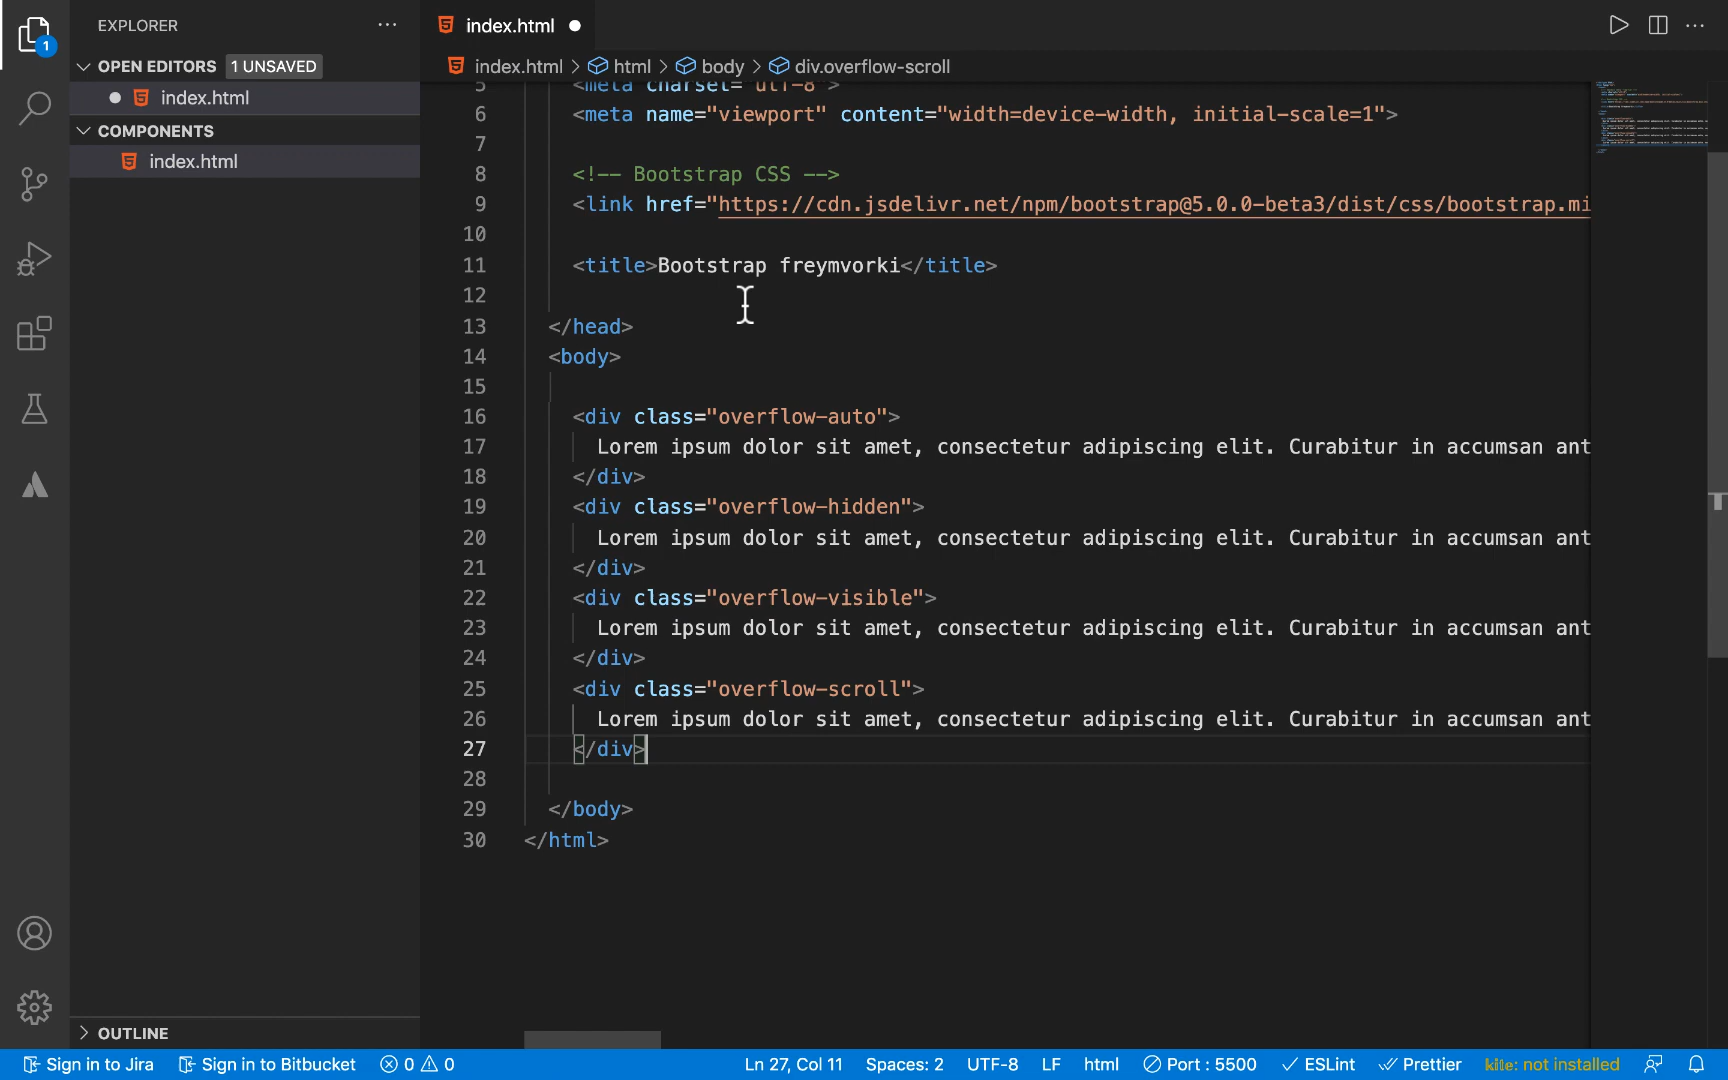 EXPLORER
OPEN EDITORS 1 UNSAVED
index.html
COMPONENTS
index.html
OUTLINE
index.html
index.html > html > body > div.overflow-scroll
5 <meta charset="utf-8">
6 <meta name="viewport" content="width=device-width, initial-scale=1">
7
8 <!-- Bootstrap CSS -->
9 <link href="https://cdn.jsdelivr.net/npm/bootstrap@5.0.0-beta3/dist/css/bootstrap.mi
10
11 <title>Bootstrap freymvorki</title>
12
13 </head>
14 <body>
15
16 <div class="overflow-auto">
17 Lorem ipsum dolor sit amet, consectetur adipiscing elit. Curabitur in accumsan ant
18 </div>
19 <div class="overflow-hidden">
20 Lorem ipsum dolor sit amet, consectetur adipiscing elit. Curabitur in accumsan ant
21 </div>
22 <div class="overflow-visible">
23 Lorem ipsum dolor sit amet, consectetur adipiscing elit. Curabitur in accumsan ant
24 </div>
25 <div class="overflow-scroll">
26 Lorem ipsum dolor sit amet, consectetur adipiscing elit. Curabitur in accumsan ant
27 </div>
28
29 </body>
30 </html>
1
Sign in to Jira Sign in to Bitbucket 0 0 Ln 27, Col 11 Spaces: 2 UTF-8 LF html Port : 5500 ESLint Prettier kite: not installed